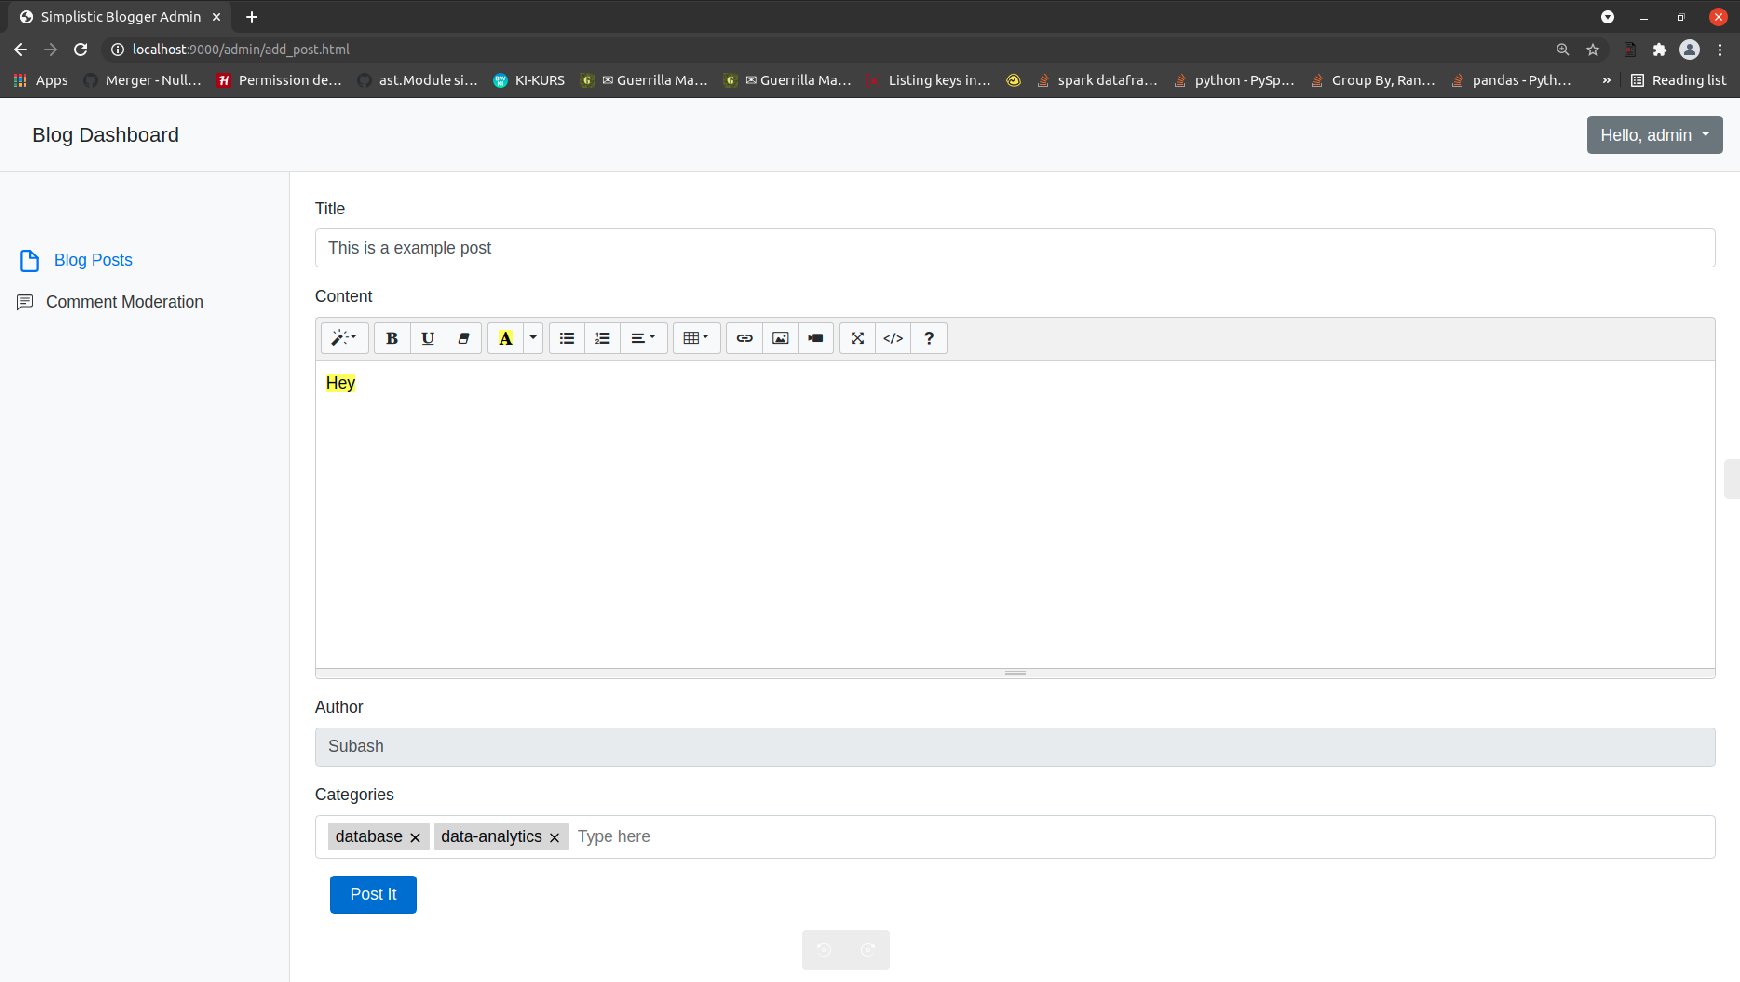 Simplistic Blogger Admin
localhost:9000/admin/add_post.html
Apps Merger - Null... Permission de... ast.Module si... KI-KURS Guerrilla Ma... Guerrilla Ma... Listing keys in... spark datafra... python - PySp... Group By, Ran... pandas - Pyth... » Reading list
Blog Dashboard
Hello, admin
Blog Posts
Comment Moderation
Title
This is a example post
Content
B U A </> ?
Hey
Author
Subash
Categories
database × data-analytics × Type here
Post It